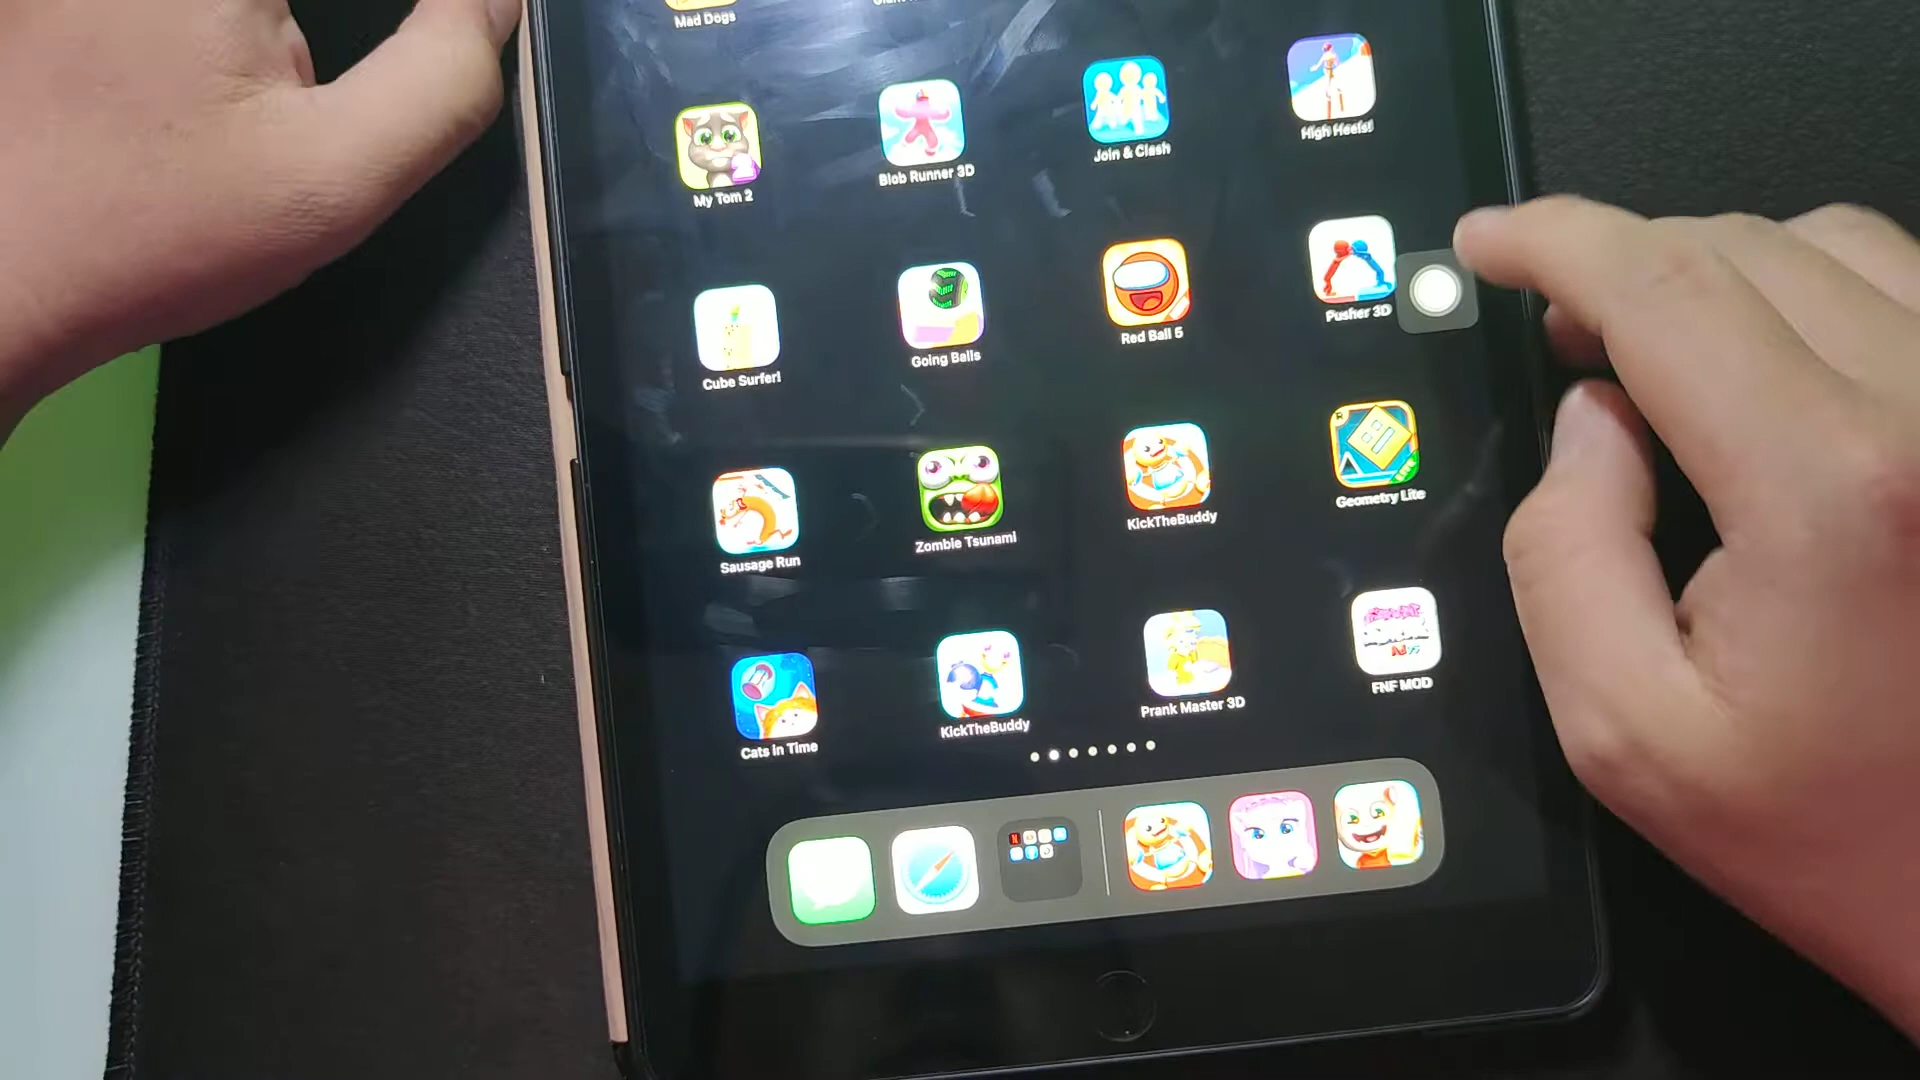 Mad Dogs
My Tom 2
Blob Runner 3D
Join & Clash
High Heels!
Cube Surfer!
Going Balls
Red Ball 5
Pusher 3D
Sausage Run
Zombie Tsunami
KickTheBuddy
Geometry Lite
Cats in Time
KickTheBuddy
Prank Master 3D
FNF MOD